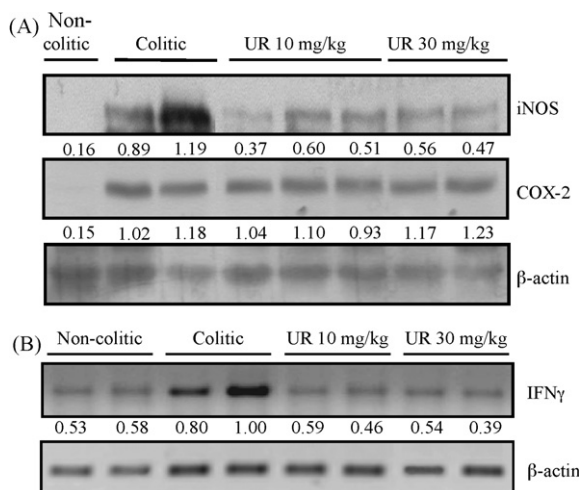 (A)
Non-
colitic Colitic UR 10 mg/kg UR 30 mg/kg
iNOS
0.16 0.89 1.19 0.37 0.60 0.51 0.56 0.47
COX-2
0.15 1.02 1.18 1.04 1.10 0.93 1.17 1.23
β-actin
(B) Non-colitic Colitic UR 10 mg/kg UR 30 mg/kg
IFNγ
0.53 0.58 0.80 1.00 0.59 0.46 0.54 0.39
β-actin